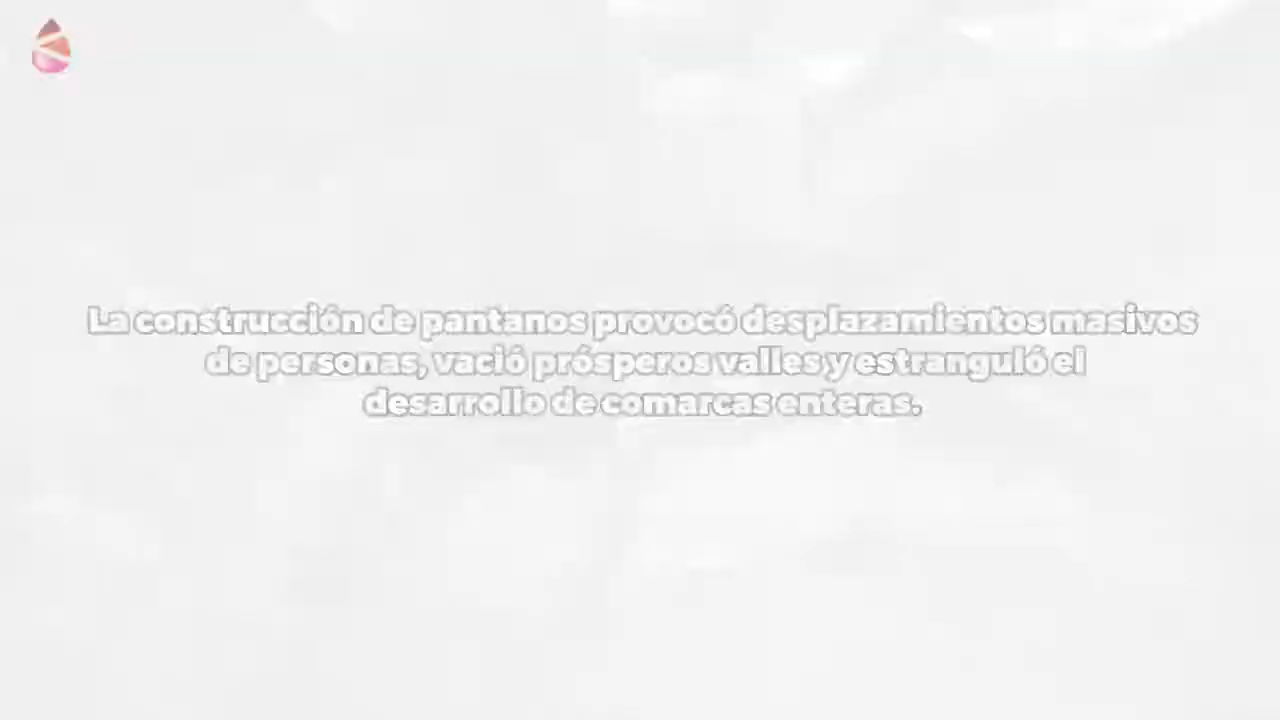 La construcción de pantanos provocó desplazamientos masivos
de personas, vació prósperos valles y estranguló el
desarrollo de comarcas enteras.